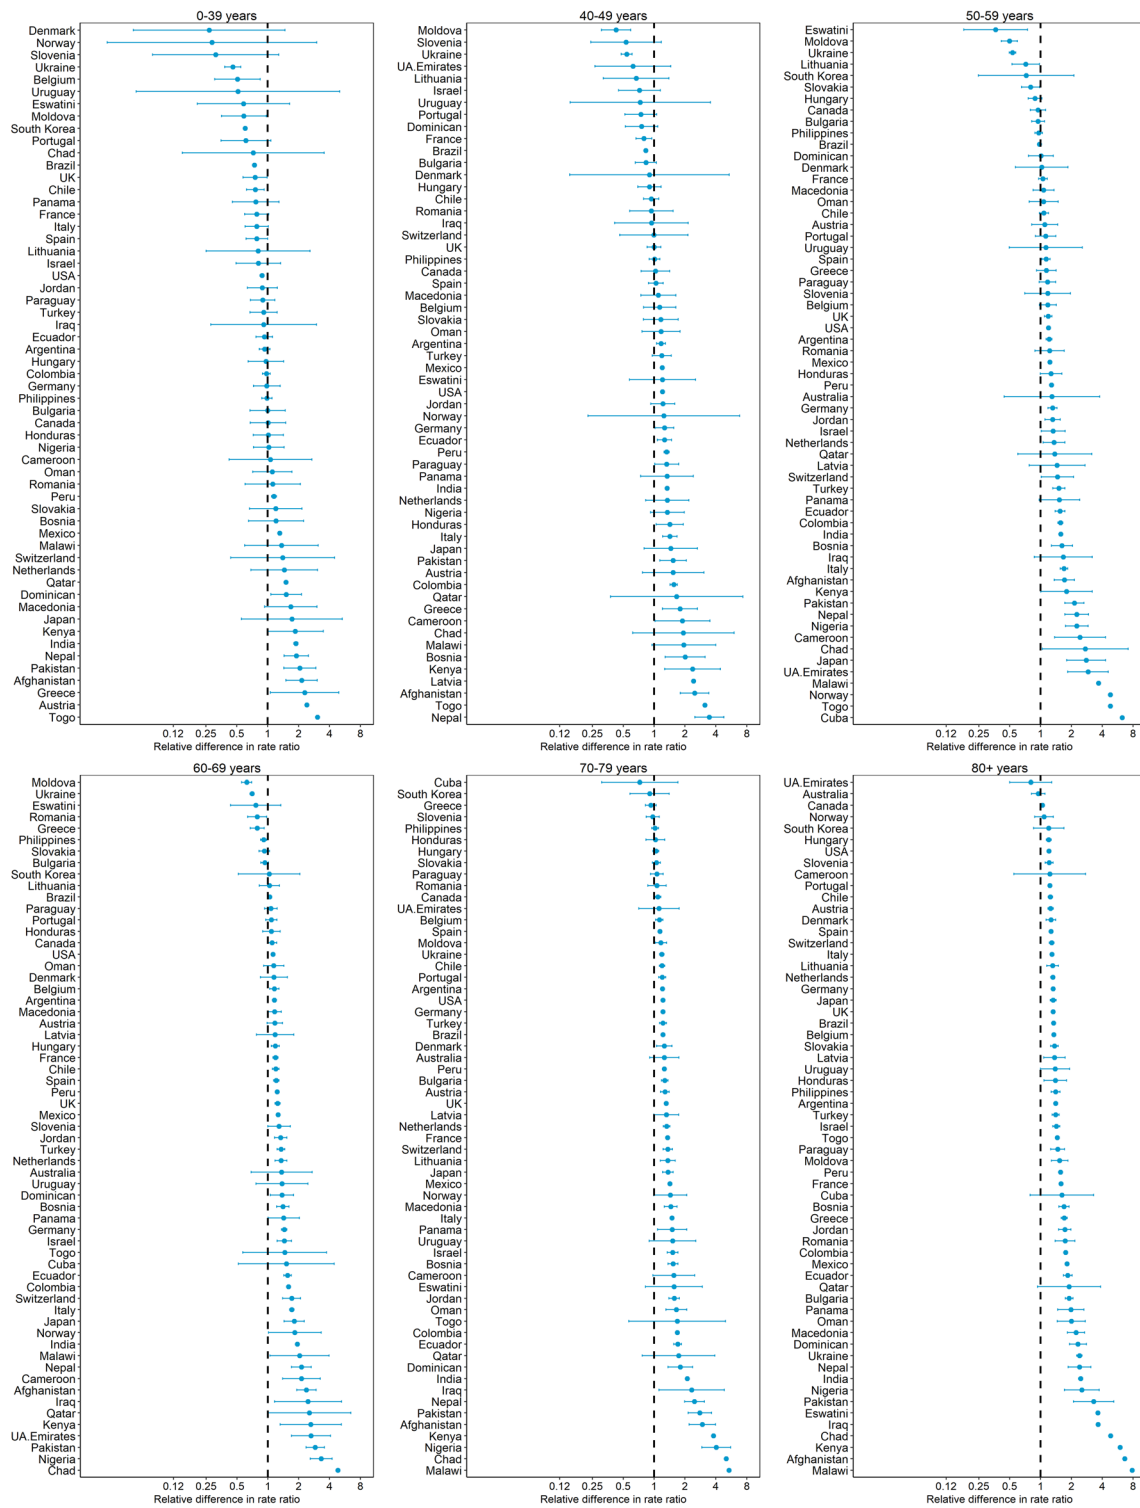 0-39 years
Denmark
Norway
Slovenia
Ukraine
Belgium
Uruguay
Eswatini
Moldova
South Korea
Portugal
Chad
Brazil
UK
Chile
Panama
France
Italy
Spain
Lithuania
Israel
USA
Jordan
Paraguay
Turkey
Iraq
Ecuador
Argentina
Hungary
Colombia
Germany
Philippines
Bulgaria
Canada
Honduras
Nigeria
Cameroon
Oman
Romania
Peru
Slovakia
Bosnia
Mexico
Malawi
Switzerland
Netherlands
Qatar
Dominican
Macedonia
Japan
Kenya
India
Nepal
Pakistan
Afghanistan
Greece
Austria
Togo
0.12 0.25 0.5 1 2 4 8
Relative difference in rate ratio
40-49 years
Moldova
Slovenia
Ukraine
UA.Emirates
Lithuania
Israel
Uruguay
Portugal
Dominican
France
Brazil
Bulgaria
Denmark
Hungary
Chile
Romania
Iraq
Switzerland
UK
Philippines
Canada
Spain
Macedonia
Belgium
Slovakia
Oman
Argentina
Turkey
Mexico
Eswatini
USA
Jordan
Norway
Germany
Ecuador
Peru
Paraguay
Panama
India
Netherlands
Nigeria
Honduras
Italy
Japan
Pakistan
Austria
Colombia
Qatar
Greece
Cameroon
Chad
Malawi
Bosnia
Kenya
Latvia
Afghanistan
Togo
Nepal
0.12 0.25 0.5 1 2 4 8
Relative difference in rate ratio
50-59 years
Eswatini
Moldova
Ukraine
Lithuania
South Korea
Slovakia
Hungary
Canada
Bulgaria
Philippines
Brazil
Dominican
Denmark
France
Macedonia
Oman
Chile
Austria
Portugal
Uruguay
Spain
Greece
Paraguay
Slovenia
Belgium
UK
USA
Argentina
Romania
Mexico
Honduras
Peru
Australia
Germany
Jordan
Israel
Netherlands
Qatar
Latvia
Switzerland
Turkey
Panama
Ecuador
Colombia
India
Bosnia
Iraq
Italy
Afghanistan
Kenya
Pakistan
Nepal
Nigeria
Cameroon
Chad
Japan
UA.Emirates
Malawi
Norway
Togo
Cuba
0.12 0.25 0.5 1 2 4 8
Relative difference in rate ratio
60-69 years
Moldova
Ukraine
Eswatini
Romania
Greece
Philippines
Slovakia
Bulgaria
South Korea
Lithuania
Brazil
Paraguay
Portugal
Honduras
Canada
USA
Oman
Denmark
Belgium
Argentina
Macedonia
Austria
Latvia
Hungary
France
Chile
Spain
Peru
UK
Mexico
Slovenia
Jordan
Turkey
Netherlands
Australia
Uruguay
Dominican
Bosnia
Panama
Germany
Israel
Togo
Cuba
Ecuador
Colombia
Switzerland
Italy
Japan
Norway
India
Malawi
Nepal
Cameroon
Afghanistan
Iraq
Qatar
Kenya
UA.Emirates
Pakistan
Nigeria
Chad
0.12 0.25 0.5 1 2 4 8
Relative difference in rate ratio
70-79 years
Cuba
South Korea
Greece
Slovenia
Philippines
Honduras
Hungary
Slovakia
Paraguay
Romania
Canada
UA.Emirates
Belgium
Spain
Moldova
Ukraine
Chile
Portugal
Argentina
USA
Germany
Turkey
Brazil
Denmark
Australia
Peru
Bulgaria
Austria
UK
Latvia
Netherlands
France
Switzerland
Lithuania
Japan
Mexico
Norway
Macedonia
Italy
Panama
Uruguay
Israel
Bosnia
Cameroon
Eswatini
Jordan
Oman
Togo
Colombia
Ecuador
Qatar
Dominican
India
Iraq
Nepal
Pakistan
Afghanistan
Kenya
Nigeria
Chad
Malawi
0.12 0.25 0.5 1 2 4 8
Relative difference in rate ratio
80+ years
UA.Emirates
Australia
Canada
Norway
South Korea
Hungary
USA
Slovenia
Cameroon
Portugal
Chile
Austria
Denmark
Spain
Switzerland
Italy
Lithuania
Netherlands
Germany
Japan
UK
Brazil
Belgium
Slovakia
Latvia
Uruguay
Honduras
Philippines
Argentina
Turkey
Israel
Togo
Paraguay
Moldova
Peru
France
Cuba
Bosnia
Greece
Jordan
Romania
Colombia
Mexico
Ecuador
Qatar
Bulgaria
Panama
Oman
Macedonia
Dominican
Ukraine
Nepal
India
Nigeria
Pakistan
Eswatini
Iraq
Chad
Kenya
Afghanistan
Malawi
0.12 0.25 0.5 1 2 4 8
Relative difference in rate ratio